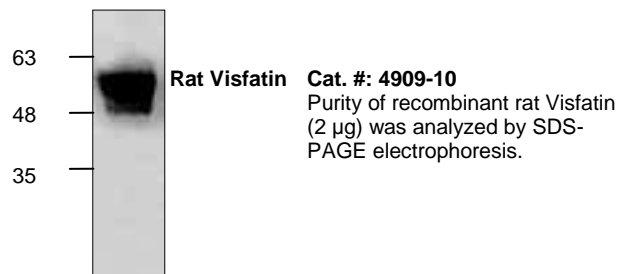 63
48
35
Rat Visfatin
Cat. #: 4909-10
Purity of recombinant rat Visfatin
(2 µg) was analyzed by SDS-
PAGE electrophoresis.